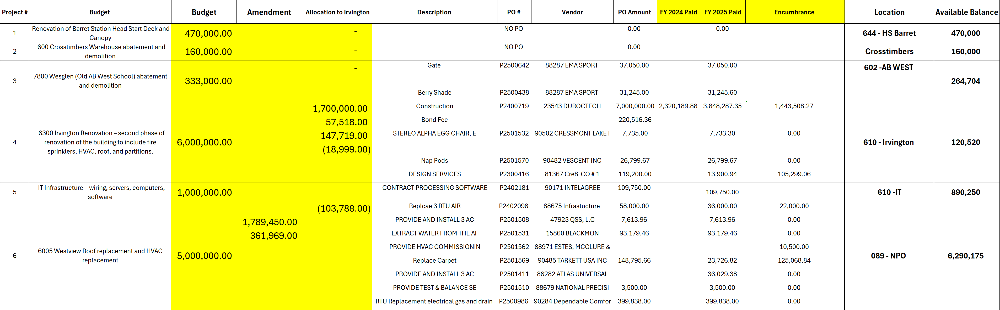 Project # Budget Budget Amendment Allocation to Irvington Description PO # Vendor PO Amount FY 2024 Paid FY 2025 Paid Encumbrance Location Available Balance
1 Renovation of Barret Station Head Start Deck and 470,000.00 - NO PO 0.00 0.00 644 - HS Barret 470,000
Canopy
2 600 Crosstimbers Warehouse abatement and 160,000.00 - NO PO 0.00 Crosstimbers 160,000
demolition
- Gate P2500642 88287 EMA SPORT 37,050.00 37,050.00 602 -AB WEST
3 7800 Wesglen (Old AB West School) abatement 333,000.00 264,704
and demolition
Berry Shade P2500438 88287 EMA SPORT 31,245.00 31,245.60
1,700,000.00 Construction P2400719 23543 DUROCTECH 7,000,000.00 2,320,189.88 3,848,287.35 1,443,508.27
57,518.00 Bond Fee 220,516.36
6300 Irvington Renovation – second phase of 147,719.00 STEREO ALPHA EGG CHAIR, E P2501532 90502 CRESSMONT LAKE I 7,735.00 7,733.30 0.00
4 renovation of the building to include fire 6,000,000.00 (18,999.00) 610 - Irvington 120,520
sprinklers, HVAC, roof, and partitions.
Nap Pods P2501570 90482 VESCENT INC 26,799.67 26,799.67 0.00
DESIGN SERVICES P2300416 81367 Cre8 CO # 1 119,200.00 13,900.94 105,299.06
5 IT Infrastructure - wiring, servers, computers, 1,000,000.00 CONTRACT PROCESSING SOFTWARE P2402181 90171 INTELAGREE 109,750.00 109,750.00 610 -IT 890,250
software
(103,788.00) Replcae 3 RTU AIR P2402098 88675 Infrastucture 58,000.00 36,000.00 22,000.00
1,789,450.00 PROVIDE AND INSTALL 3 AC P2501508 47923 QSS, L.C 7,613.96 7,613.96 0.00
361,969.00 EXTRACT WATER FROM THE AF P2501531 15860 BLACKMON 93,179.46 93,179.46 0.00
PROVIDE HVAC COMMISSIONIN P2501562 88971 ESTES, MCCLURE & 10,500.00
6 6005 Westview Roof replacement and HVAC 5,000,000.00 089 - NPO 6,290,175
replacement Replace Carpet P2501569 90485 TARKETT USA INC 148,795.66 23,726.82 125,068.84
PROVIDE AND INSTALL 3 AC P2501411 86282 ATLAS UNIVERSAL 36,029.38 0.00
PROVIDE TEST & BALANCE SE P2501510 88679 NATIONAL PRECISI 3,500.00 3,500.00 0.00
RTU Replacement electrical gas and drain P2500986 90284 Dependable Comfor 399,838.00 399,838.00 0.00